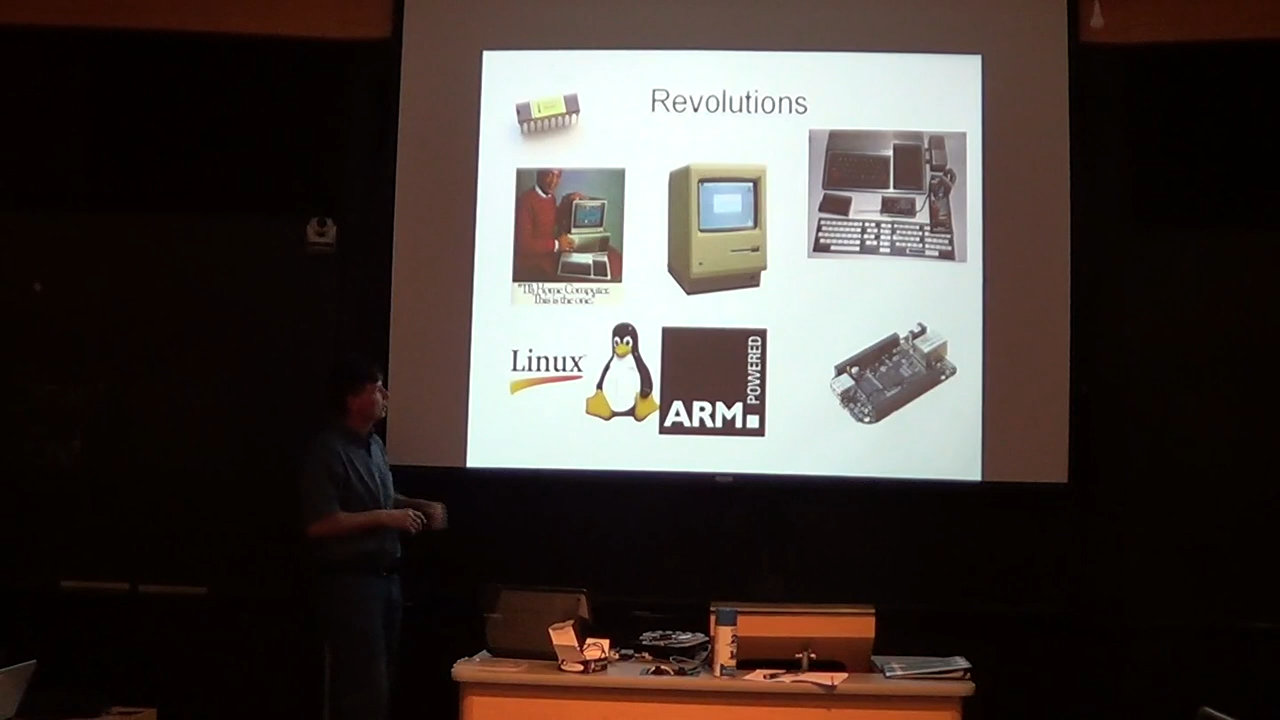 Revolutions
"TI's Home Computer.
This is the one."
Linux
ARM
POWERED